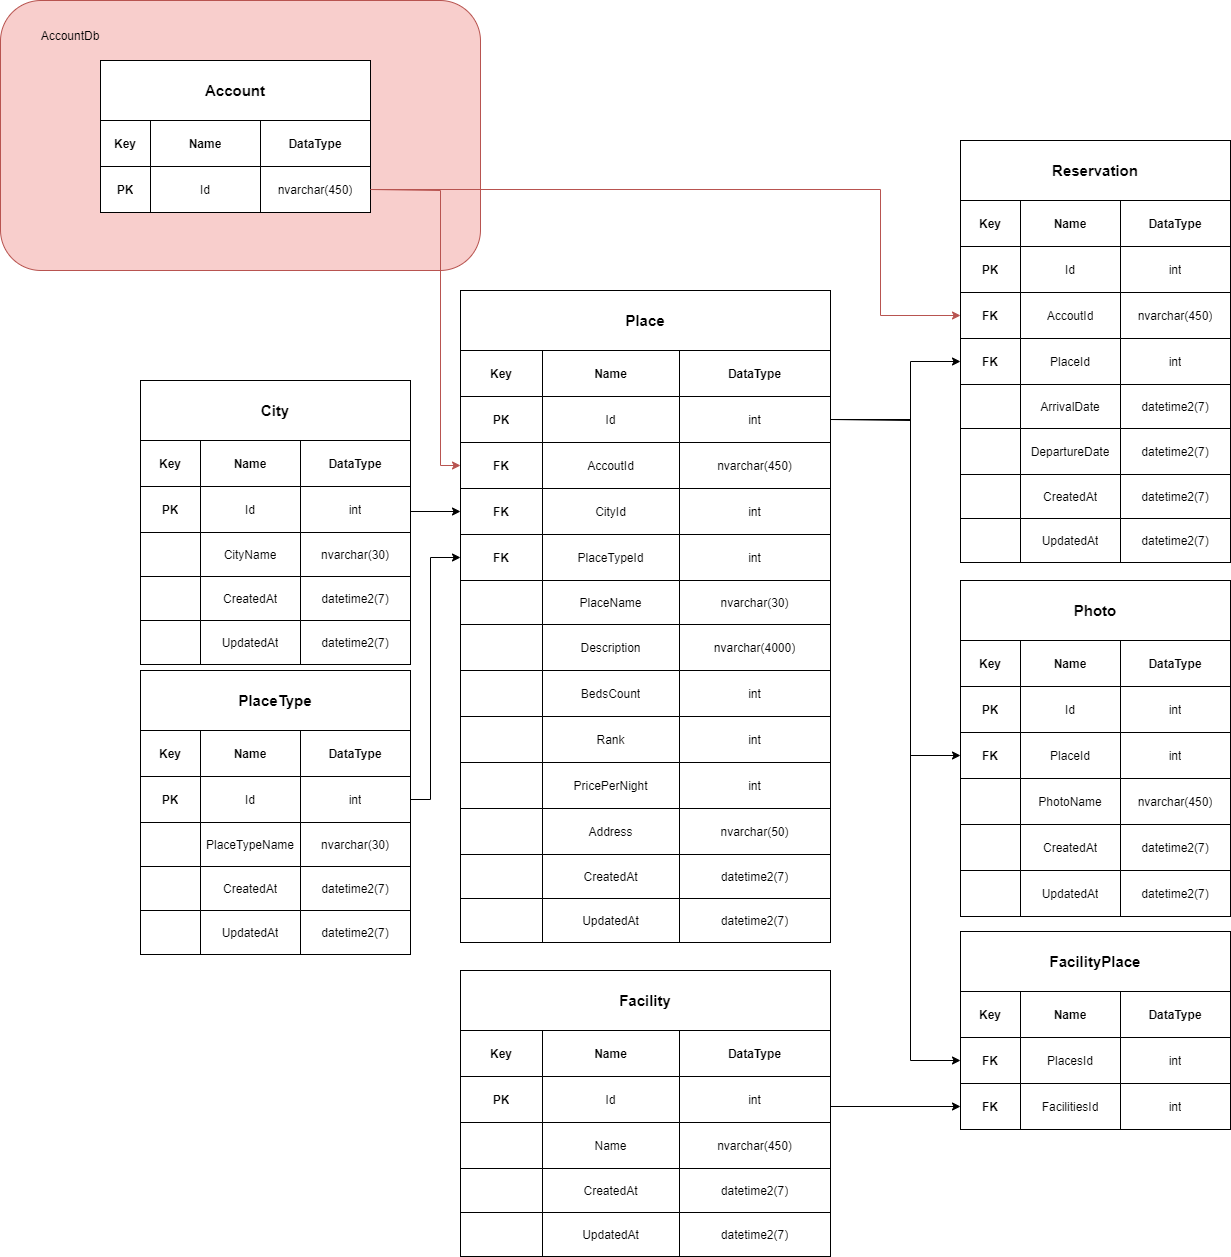 AccountDb
Account
Key Name DataType
PK Id nvarchar(450)
Reservation
Key Name DataType
PK Id int
FK AccoutId nvarchar(450)
FK PlaceId int
ArrivalDate datetime2(7)
DepartureDate datetime2(7)
CreatedAt datetime2(7)
UpdatedAt datetime2(7)
Place
Key Name DataType
PK Id int
FK AccoutId nvarchar(450)
FK CityId int
FK PlaceTypeId int
PlaceName nvarchar(30)
Description nvarchar(4000)
BedsCount int
Rank int
PricePerNight int
Address nvarchar(50)
CreatedAt datetime2(7)
UpdatedAt datetime2(7)
City
Key Name DataType
PK Id int
CityName nvarchar(30)
CreatedAt datetime2(7)
UpdatedAt datetime2(7)
PlaceType
Key Name DataType
PK Id int
PlaceTypeName nvarchar(30)
CreatedAt datetime2(7)
UpdatedAt datetime2(7)
Photo
Key Name DataType
PK Id int
FK PlaceId int
PhotoName nvarchar(450)
CreatedAt datetime2(7)
UpdatedAt datetime2(7)
FacilityPlace
Key Name DataType
FK PlacesId int
FK FacilitiesId int
Facility
Key Name DataType
PK Id int
Name nvarchar(450)
CreatedAt datetime2(7)
UpdatedAt datetime2(7)